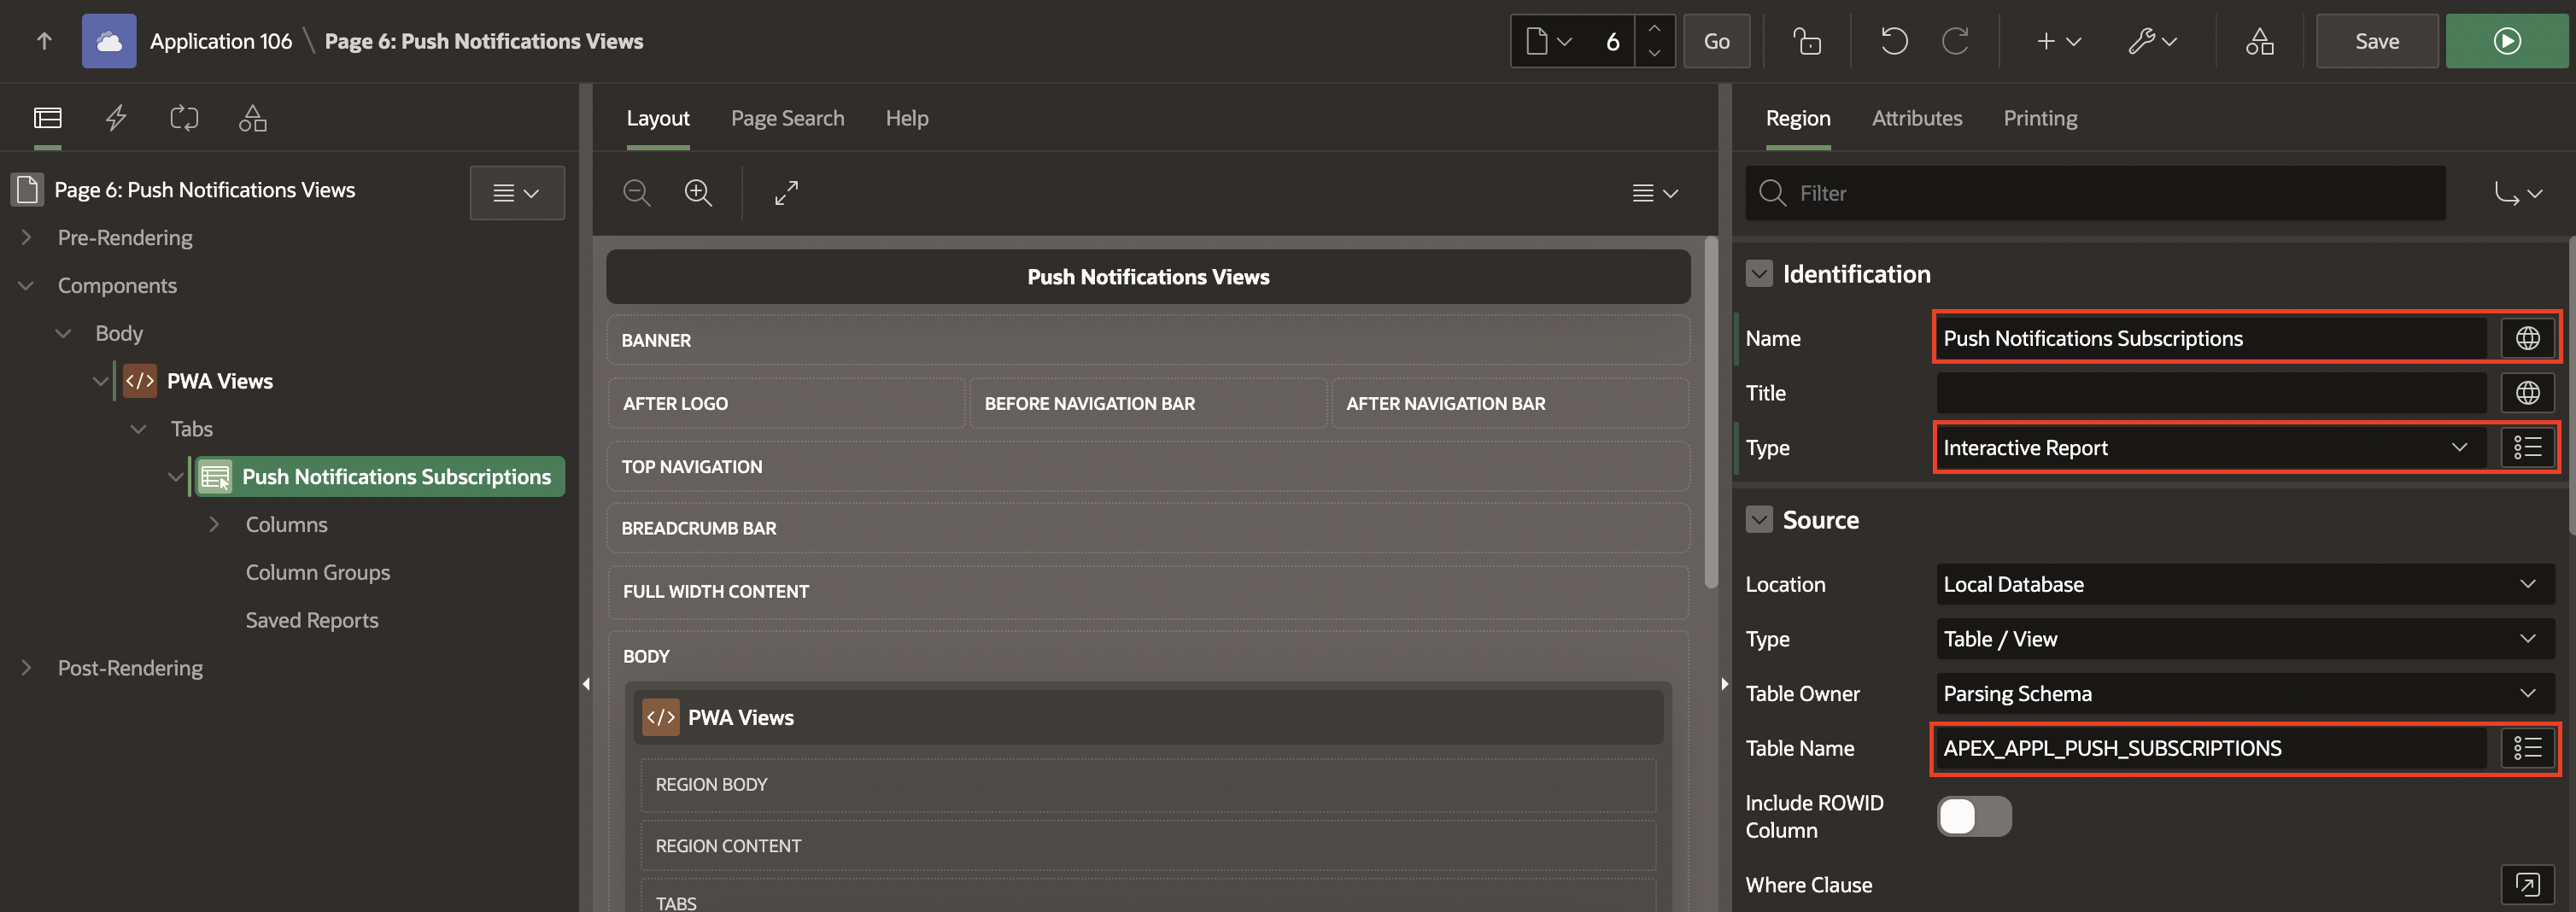 Application 106 \ Page 6: Push Notifications Views
6
Go
Save
Page 6: Push Notifications Views
Pre-Rendering
Components
Body
PWA Views
Tabs
Push Notifications Subscriptions
Columns
Column Groups
Saved Reports
Post-Rendering
Layout Page Search Help
Push Notifications Views
BANNER
AFTER LOGO BEFORE NAVIGATION BAR AFTER NAVIGATION BAR
TOP NAVIGATION
BREADCRUMB BAR
FULL WIDTH CONTENT
BODY
PWA Views
REGION BODY
REGION CONTENT
TABS
Region Attributes Printing
Filter
Identification
Name Push Notifications Subscriptions
Title
Type Interactive Report
Source
Location Local Database
Type Table / View
Table Owner Parsing Schema
Table Name APEX_APPL_PUSH_SUBSCRIPTIONS
Include ROWID
Column
Where Clause